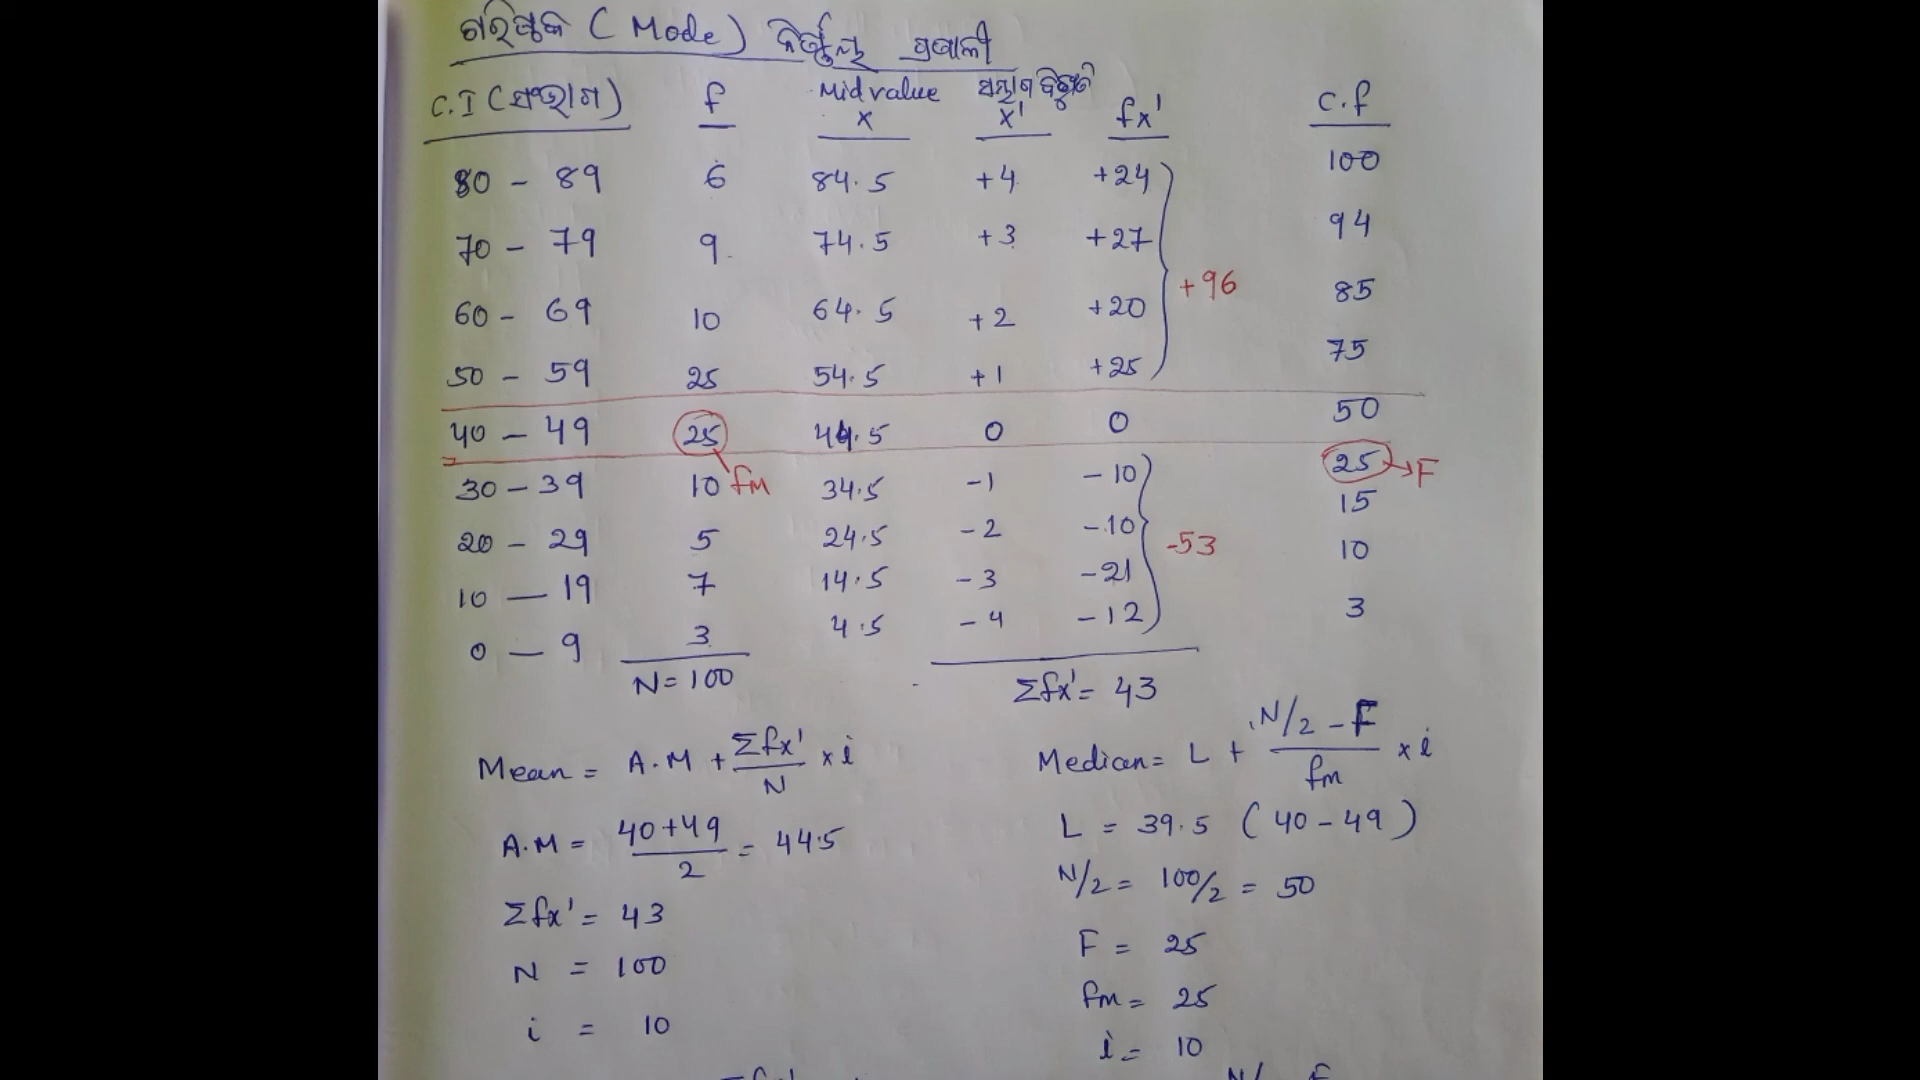 ଗରିଷ୍ଠକ (Mode) ନିର୍ଣ୍ଣୟ ପ୍ରଣାଳୀ
C.I (ସଂଭାଗ) f Midvalue x ବିଚ୍ୟୁତି x' fx' c.f
80 - 89 6 84.5 +4 +24 100
70 - 79 9 74.5 +3 +27 94
+96
60 - 69 10 64.5 +2 +20 85
50 - 59 25 54.5 +1 +25 75
40 - 49 25 44.5 0 0 50
30 - 39 10 fm 34.5 -1 -10 25 → F
20 - 29 5 24.5 -2 -10 15
-53
10 — 19 7 14.5 -3 -21 10
0 — 9 3 4.5 -4 -12 3
N = 100 Σfx' = 43
Mean = A.M + Σfx'/N × i
A.M = 40+49/2 = 44.5
Σfx' = 43
N = 100
i = 10
Median = L + N/2 - F/fm × i
L = 39.5 (40 - 49)
N/2 = 100/2 = 50
F = 25
fm = 25
i = 10